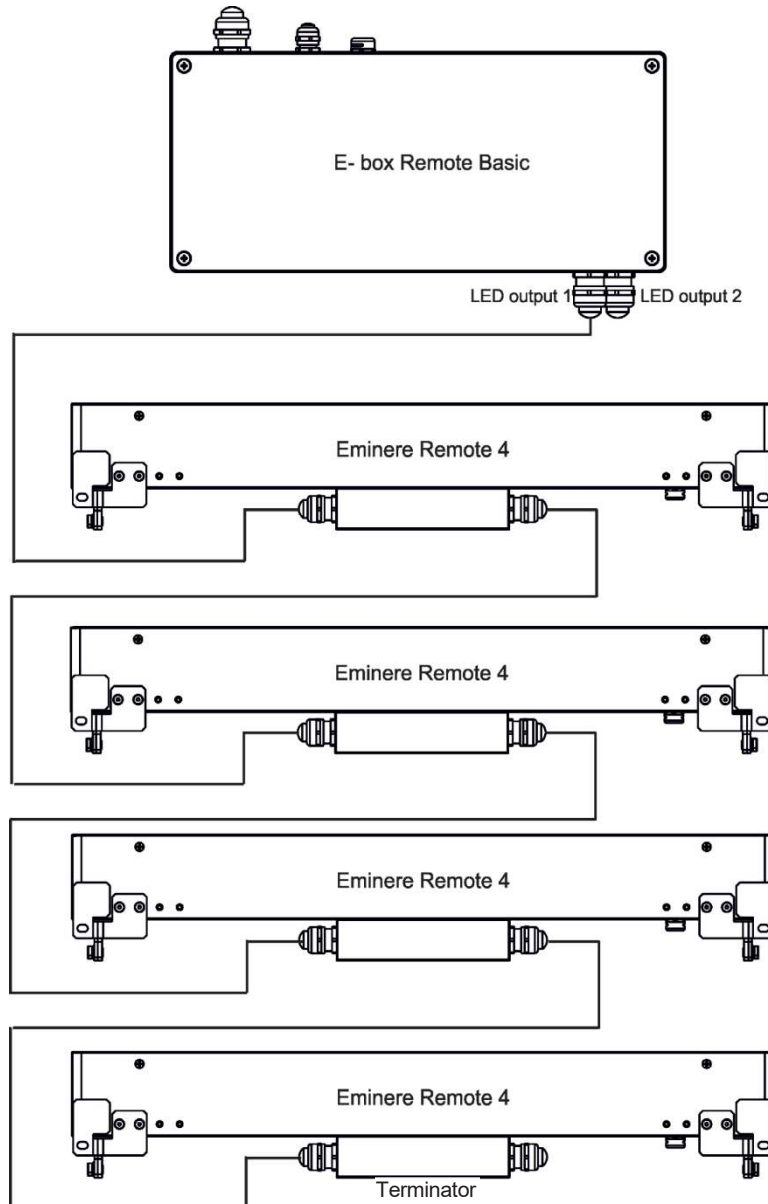 E- box Remote Basic
LED output 1
LED output 2
Eminere Remote 4
Eminere Remote 4
Eminere Remote 4
Eminere Remote 4
Terminator